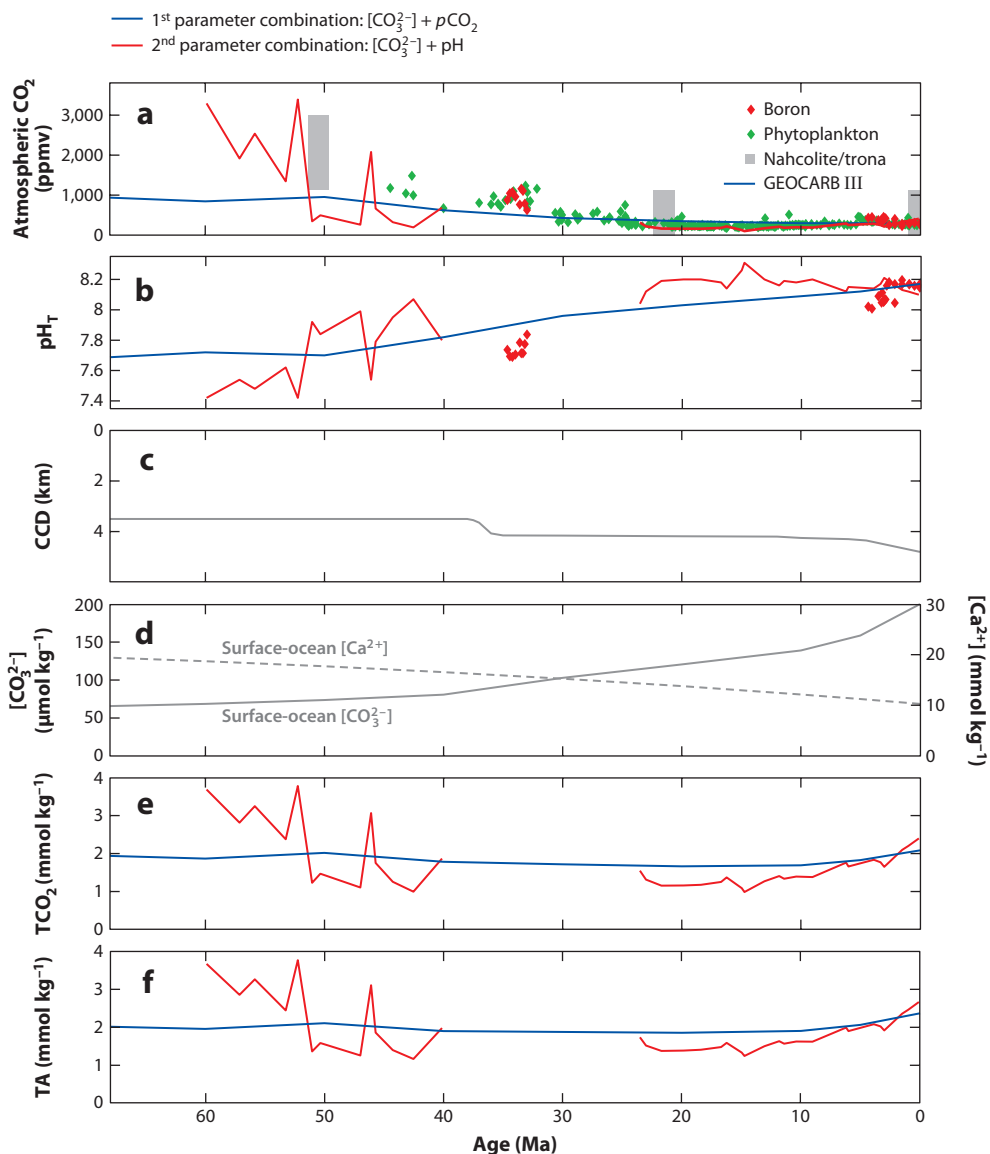 1st parameter combination: [CO₃²⁻] + pCO₂
2nd parameter combination: [CO₃²⁻] + pH
Atmospheric CO₂
(ppmv)
3,000
2,000
1,000
0
a
Boron
Phytoplankton
Nahcolite/trona
GEOCARB III
pH_T
8.2
8
7.8
7.6
7.4
b
CCD (km)
0
2
4
c
[CO₃²⁻]
(μmol kg⁻¹)
200
150
100
50
0
d
Surface-ocean [Ca²⁺]
Surface-ocean [CO₃²⁻]
30
20
10
0
[Ca²⁺] (mmol kg⁻¹)
TCO₂ (mmol kg⁻¹)
4
3
2
1
0
e
TA (mmol kg⁻¹)
4
3
2
1
0
f
60 50 40 30 20 10 0
Age (Ma)